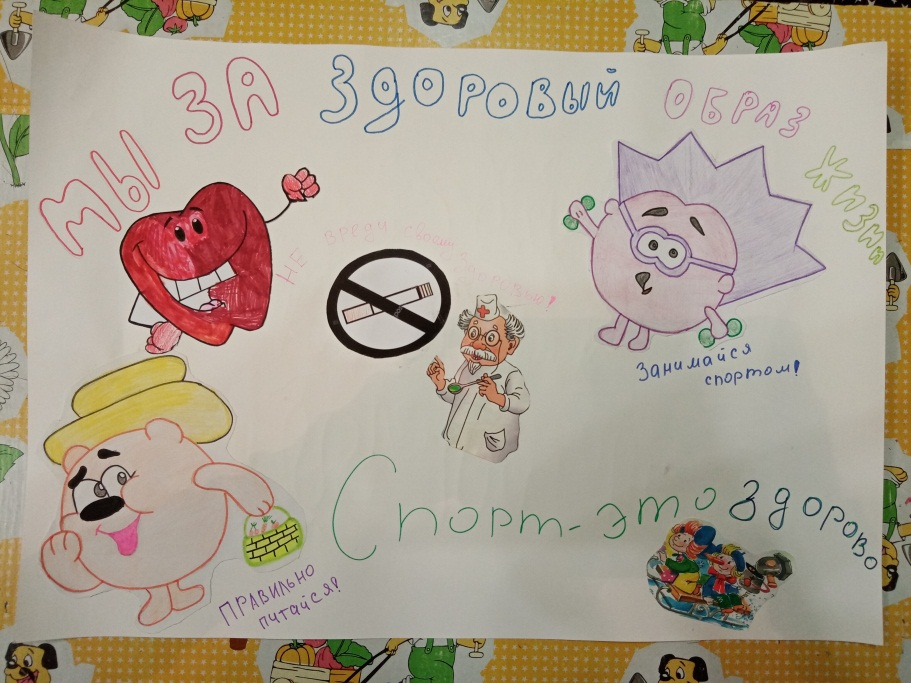 МЫ ЗА ЗДОРОВЫЙ ОБРАЗ ЖИЗНИ
НЕ вреди своему здоровью!
Занимайся
спортом!
Спорт-это здорово
ПРАВИЛЬНО
питайся!